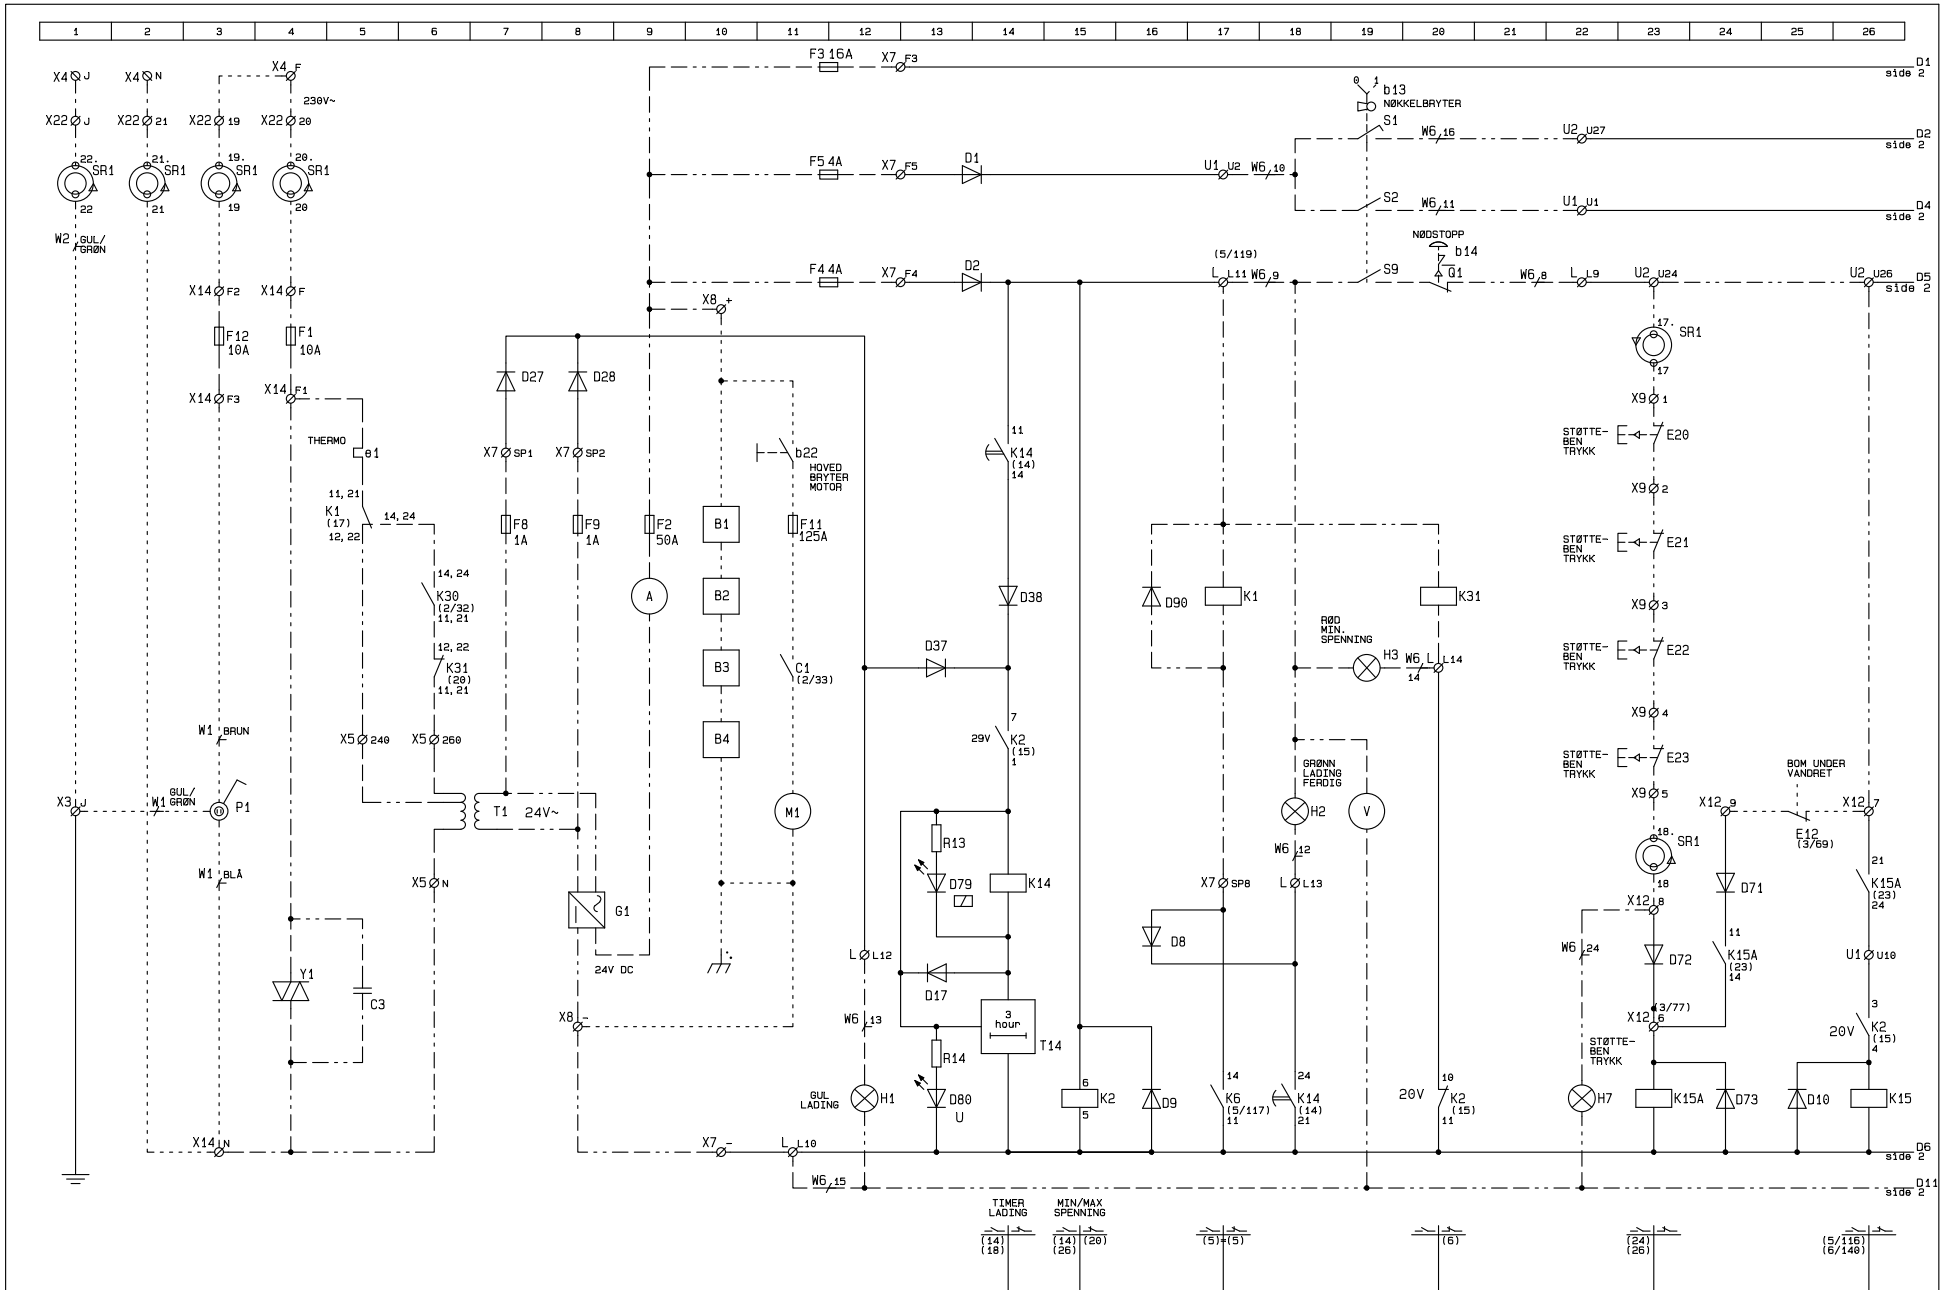 1 2 3 4 5 6 7 8 9 10 11 12 13 14 15 16 17 18 19 20 21 22 23 24 25 26
F3 16A X7 F3 D1
side 2
X4 J X4 N X4 F
230V~
X22 J X22 21 X22 19 X22 20
0 1 b13
NØKKELBRYTER
S1 W6 16 U2 U27 D2
side 2
22. SR1 21. SR1 19. SR1 20. SR1
22 21 19 20
F5 4A X7 F5 D1 U1 U2 W6 10
S2 W6 11 U1 U1 D4
side 2
W2 GUL/
GRØN
NØDSTOPP
b14
(5/119)
F4 4A X7 F4 D2 L L11 W6 9 S9 Q1 W6 8 L L9 U2 U24 U2 U26 D5
side 2
X14 F2 X14 F
X8 +
F12
10A
F1
10A
17. SR1
17
D27 D28
X14 F3 X14 F1 X9 1
THERMO
e1
X7 SP1 X7 SP2
b22
HOVED
BRYTER
MOTOR
11
K14
(14)
14
STØTTE-
BEN
TRYKK
E20
X9 2
11, 21
K1
(17)
12, 22
14, 24
F8
1A
F9
1A
F2
50A
B1
F11
125A
STØTTE-
BEN
TRYKK
E21
14, 24
K30
(2/32)
11, 21
A B2 D38 D90 K1 K31
X9 3
RØD
MIN.
SPENNING
12, 22
K31
(20)
11, 21
B3
C1
(2/33)
D37
H3 W6 L L14
14
STØTTE-
BEN
TRYKK
E22
X9 4
W1 BRUN X5 240 X5 260
B4
7
29V K2
(15)
1
GRØNN
LADING
FERDIG
STØTTE-
BEN
TRYKK
E23
BOM UNDER
VANDRET
X9 5
X3 J W1 GUL/
GRØN
P1
T1 24V~
M1 H2 V
X12 9 X12 7
E12
(3/69)
R13
W6 12
18. SR1
18
W1 BLÅ X5 N
D79 K14
X7 SP8 L L13
D71
21
K15A
(23)
24
G1
24V DC
X12 8
D8
W6 24
D72
11
K15A
(23)
14
U1 U10
L L12
D17
Y1
C3
X8 -
W6 13
3
hour
T14
(3/77)
X12 6
3
20V K2
(15)
4
R14
STØTTE-
BEN
TRYKK
GUL
LADING
H1
D80
U
6
K2
5
D9
14
K6
(5/117)
11
24
K14
(14)
21
20V
10
K2
(15)
11
H7 K15A D73 D10 K15
X14 N X7 - L L10 D6
side 2
W6 15 D11
side 2
TIMER
LADING
MIN/MAX
SPENNING
(14)
(18)
(14) (20)
(26)
(5)=(5)
(6)
(24)
(26)
(5/116)
(6/140)